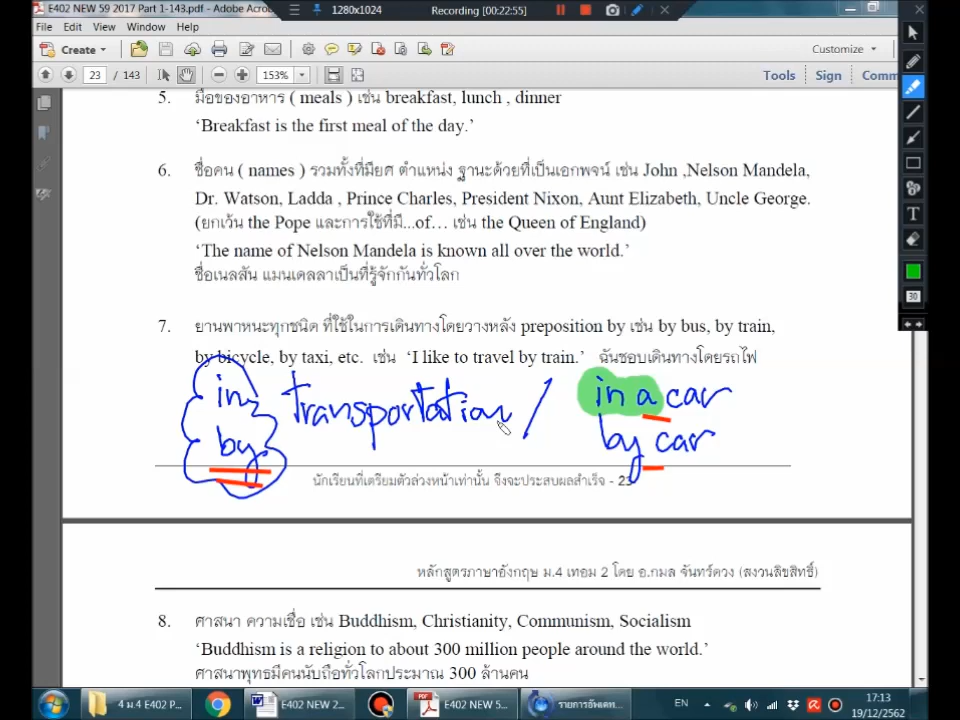 E402 NEW 59 2017 Part 1-143.pdf - Adobe Acro
1280x1024
Recording [00:22:55]
File Edit View Window Help
Create
Customize
23 / 143
153%
Tools Sign Comm
5. มื้อของอาหาร ( meals ) เช่น breakfast, lunch , dinner
‘Breakfast is the first meal of the day.’
6. ชื่อคน ( names ) รวมทั้งที่มียศ ตำแหน่ง ฐานะด้วยที่เป็นเอกพจน์ เช่น John ,Nelson Mandela,
Dr. Watson, Ladda , Prince Charles, President Nixon, Aunt Elizabeth, Uncle George.
(ยกเว้น the Pope และการใช้ที่มี...of… เช่น the Queen of England)
‘The name of Nelson Mandela is known all over the world.’
ชื่อเนลสัน แมนเดลลาเป็นที่รู้จักกันทั่วโลก
7. ยานพาหนะทุกชนิด ที่ใช้ในการเดินทางโดยวางหลัง preposition by เช่น by bus, by train,
by bicycle, by taxi, etc. เช่น ‘I like to travel by train.’ ฉันชอบเดินทางโดยรถไฟ
in transportation / in a car
by by car
นักเรียนที่เตรียมตัวล่วงหน้าเท่านั้น จึงจะประสบผลสำเร็จ - 23
หลักสูตรภาษาอังกฤษ ม.4 เทอม 2 โดย อ.กมล จันทร์ดวง (สงวนลิขสิทธิ์)
8. ศาสนา ความเชื่อ เช่น Buddhism, Christianity, Communism, Socialism
‘Buddhism is a religion to about 300 million people around the world.’
ศาสนาพุทธมีคนนับถือทั่วโลกประมาณ 300 ล้านคน
T
30
4 ม.4 E402 P...
E402 NEW 2...
E402 NEW 5...
รายการอัพเดท...
EN
17:13
19/12/2562